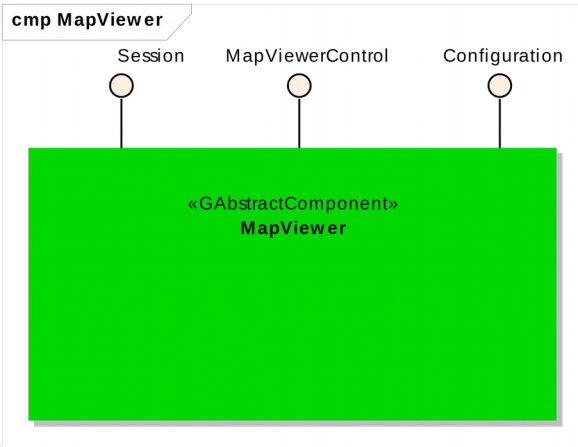 cmp MapViewer
Session MapViewerControl Configuration
«GAbstractComponent»
MapViewer